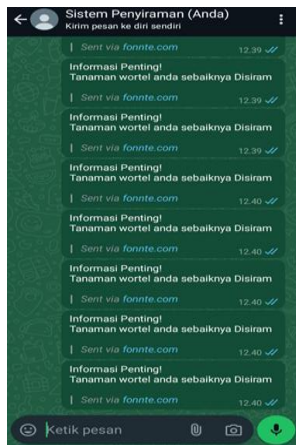 Sistem Penyiraman (Anda)
Kirim pesan ke diri sendiri
| Sent via fonnte.com
12.39
Informasi Penting!
Tanaman wortel anda sebaiknya Disiram
| Sent via fonnte.com
12.39
Informasi Penting!
Tanaman wortel anda sebaiknya Disiram
| Sent via fonnte.com
12.39
Informasi Penting!
Tanaman wortel anda sebaiknya Disiram
| Sent via fonnte.com
12.40
Informasi Penting!
Tanaman wortel anda sebaiknya Disiram
| Sent via fonnte.com
12.40
Informasi Penting!
Tanaman wortel anda sebaiknya Disiram
| Sent via fonnte.com
12.40
Informasi Penting!
Tanaman wortel anda sebaiknya Disiram
| Sent via fonnte.com
12.40
Informasi Penting!
Tanaman wortel anda sebaiknya Disiram
| Sent via fonnte.com
12.40
Ketik pesan